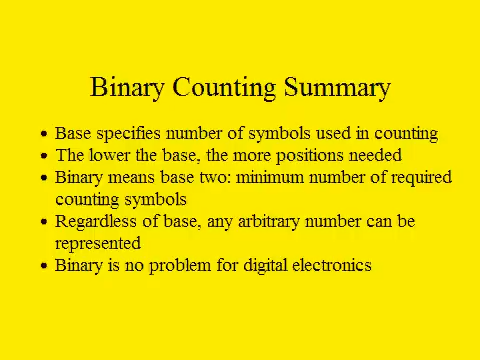 Binary Counting Summary
• Base specifies number of symbols used in counting
• The lower the base, the more positions needed
• Binary means base two: minimum number of required
counting symbols
• Regardless of base, any arbitrary number can be
represented
• Binary is no problem for digital electronics